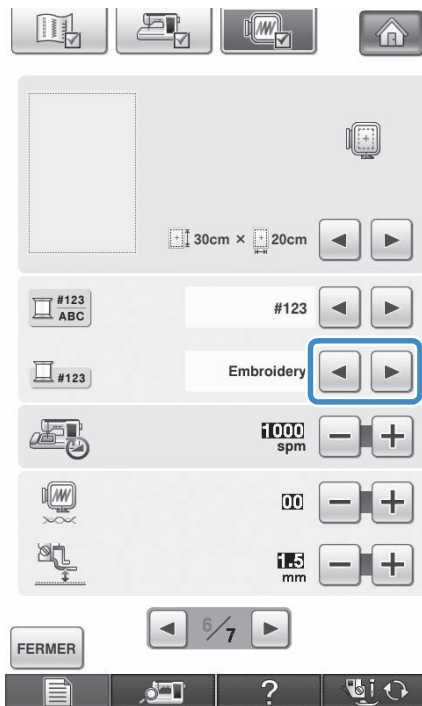 30cm × 20cm
#123
ABC
#123
#123
Embroidery
1000
spm
00
1.5
mm
6/7
FERMER
?